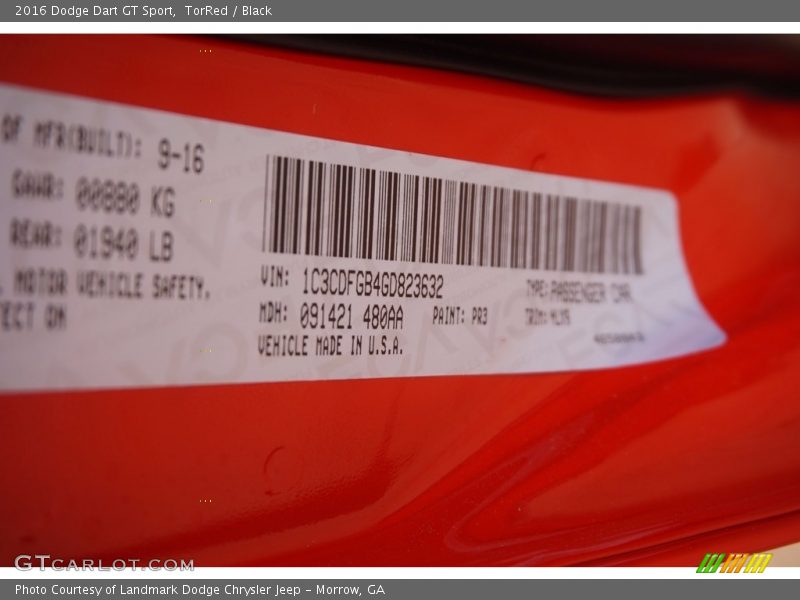 2016 Dodge Dart GT Sport, TorRed / Black
OF MFR(BUILT): 9-16
GAWR: 00880 KG
REAR: 01940 LB
MOTOR VEHICLE SAFETY,
ECT ON
VIN: 1C3CDFGB4GD823632
TYPE: PASSENGER CAR
MDH: 091421 480AA
PAINT: PR3
TRIM:
VEHICLE MADE IN U.S.A.
GTCARLOT.COM
Photo Courtesy of Landmark Dodge Chrysler Jeep - Morrow, GA